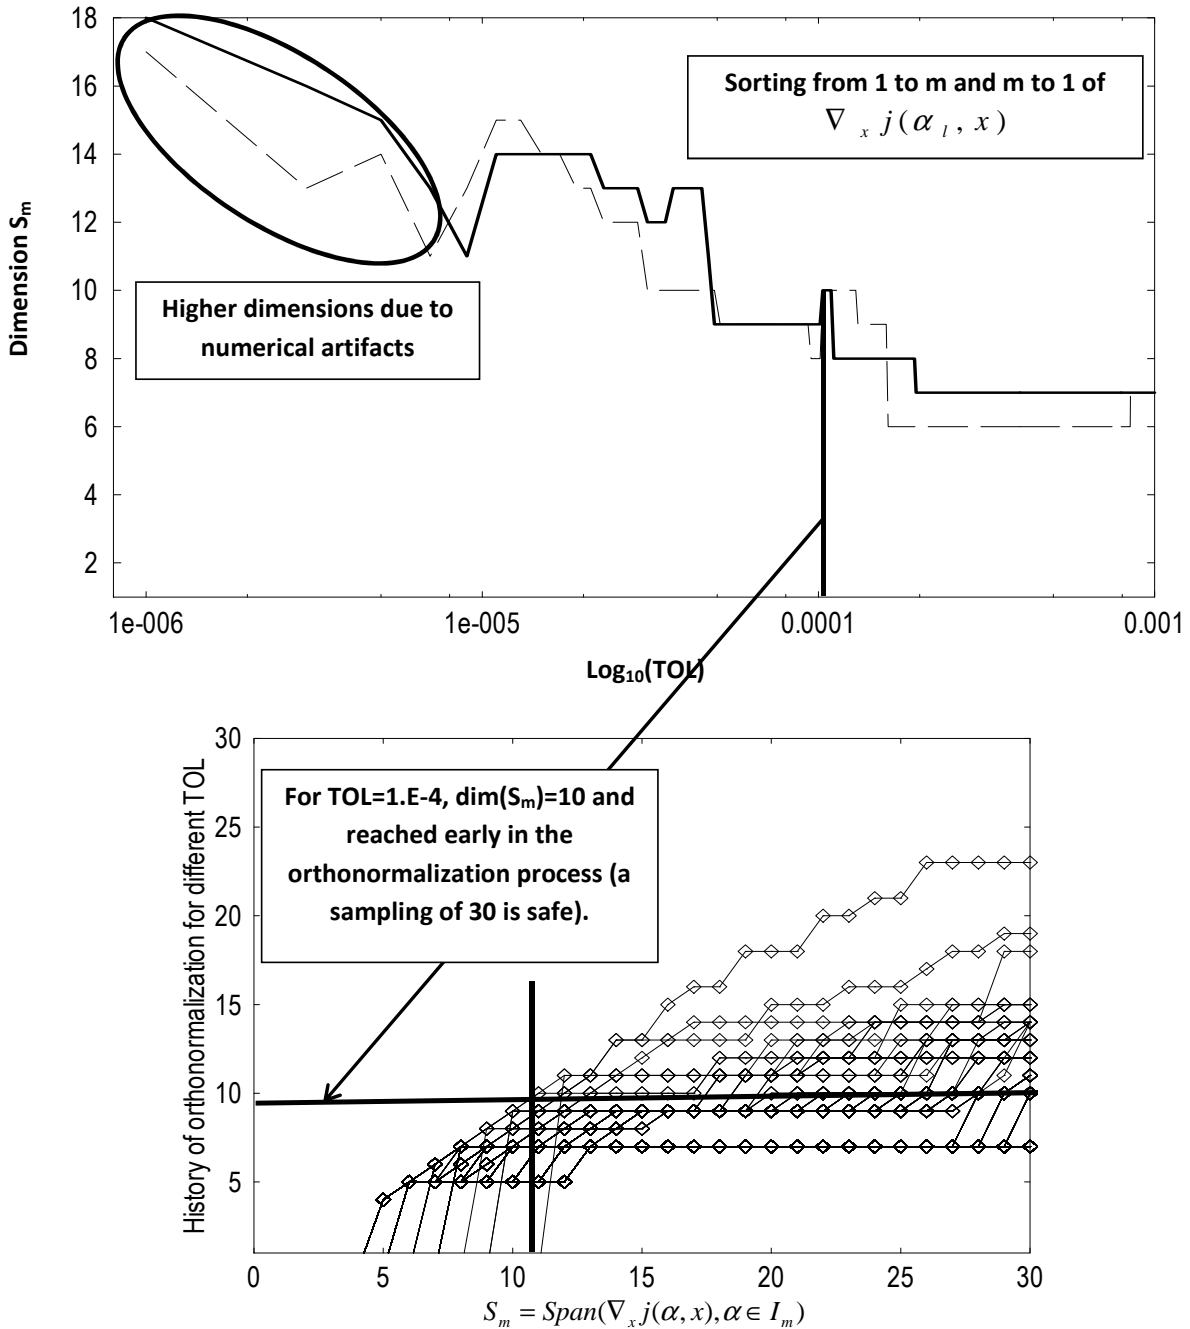 18
16
14
12
10
8
6
4
2
Dimension Sₘ
Sorting from 1 to m and m to 1 of
∇ₓ j(αₗ, x)
Higher dimensions due to
numerical artifacts
1e-006
1e-005
0.0001
0.001
Log₁₀(TOL)
30
25
20
15
10
5
History of orthonormalization for different TOL
For TOL=1.E-4, dim(Sₘ)=10 and
reached early in the
orthonormalization process (a
sampling of 30 is safe).
0
5
10
15
20
25
30
Sₘ = Span(∇ₓ j(α, x), α ∈ Iₘ)